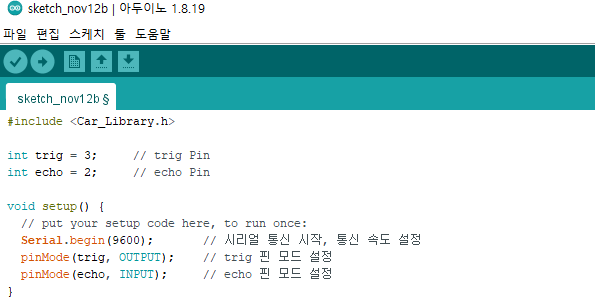 sketch_nov12b | 아두이노 1.8.19
파일 편집 스케치 툴 도움말
sketch_nov12b §
#include <Car_Library.h>
int trig = 3;     // trig Pin
int echo = 2;     // echo Pin
void setup() {
  // put your setup code here, to run once:
  Serial.begin(9600);       // 시리얼 통신 시작, 통신 속도 설정
  pinMode(trig, OUTPUT);    // trig 핀 모드 설정
  pinMode(echo, INPUT);     // echo 핀 모드 설정
}